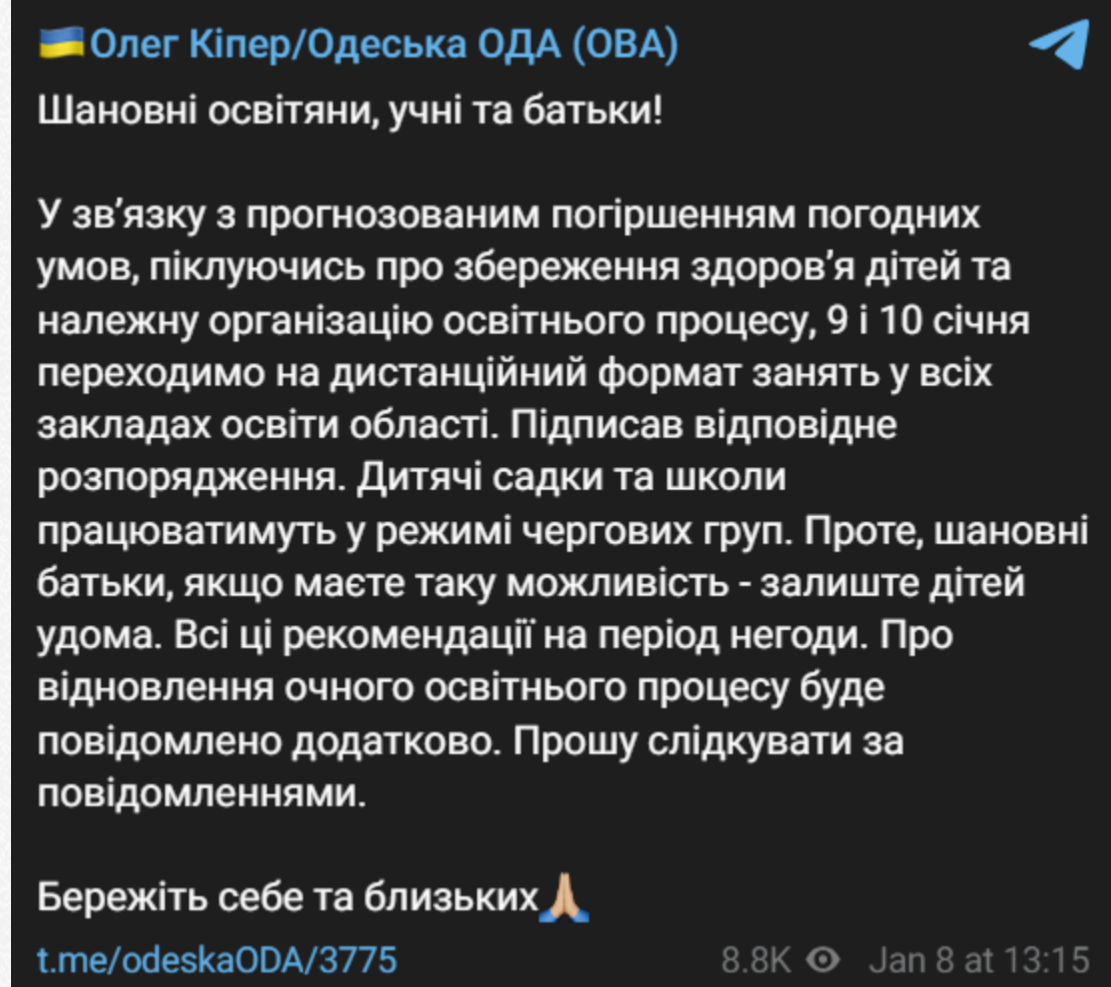 🇺🇦Олег Кіпер/Одеська ОДА (ОВА)
Шановні освітяни, учні та батьки!
У зв’язку з прогнозованим погіршенням погодних
умов, піклуючись про збереження здоров’я дітей та
належну організацію освітнього процесу, 9 і 10 січня
переходимо на дистанційний формат занять у всіх
закладах освіти області. Підписав відповідне
розпорядження. Дитячі садки та школи
працюватимуть у режимі чергових груп. Проте, шановні
батьки, якщо маєте таку можливість - залиште дітей
удома. Всі ці рекомендації на період негоди. Про
відновлення очного освітнього процесу буде
повідомлено додатково. Прошу слідкувати за
повідомленнями.
Бережіть себе та близьких🙏🏼
t.me/odeskaODA/3775 8.8K Jan 8 at 13:15